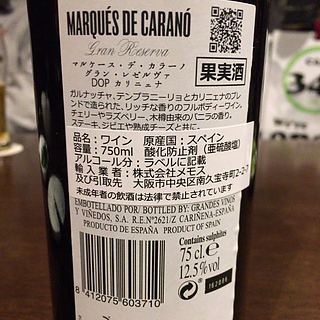 MARQUÉS DE CARANÓ
Gran Reserva
マルケース・デ・カラーノ
グラン・レゼルヴァ
DOP カリニェナ
果実酒
ガルナッチャ、テンプラニーリョとカリニェナのブレ
ンドで造られた、リッチな香りのフルボディーワイン。
チェリーやラズベリー、木樽由来のバニラの香り。
ステーキ、ジビエや熟成チーズと共に。
品名:ワイン 原産国:スペイン
容量:750ml 酸化防止剤(亜硫酸塩)
アルコール分:ラベルに記載
輸入業者:株式会社メモス
及び引取先 大阪市中央区南久宝寺町2-2-7
未成年者の飲酒は法律で禁止されています
EMBOTELLADO POR/BOTTLED BY: GRANDES VINOS
Y VIÑEDOS, S.A. R.E.Nº2621/Z CARIÑENA-ESPAÑA
PRODUCTO DE ESPAÑA PRODUCT OF SPAIN
Contains sulphites
75 cl. e
12,5% vol
8 412075 603710
34